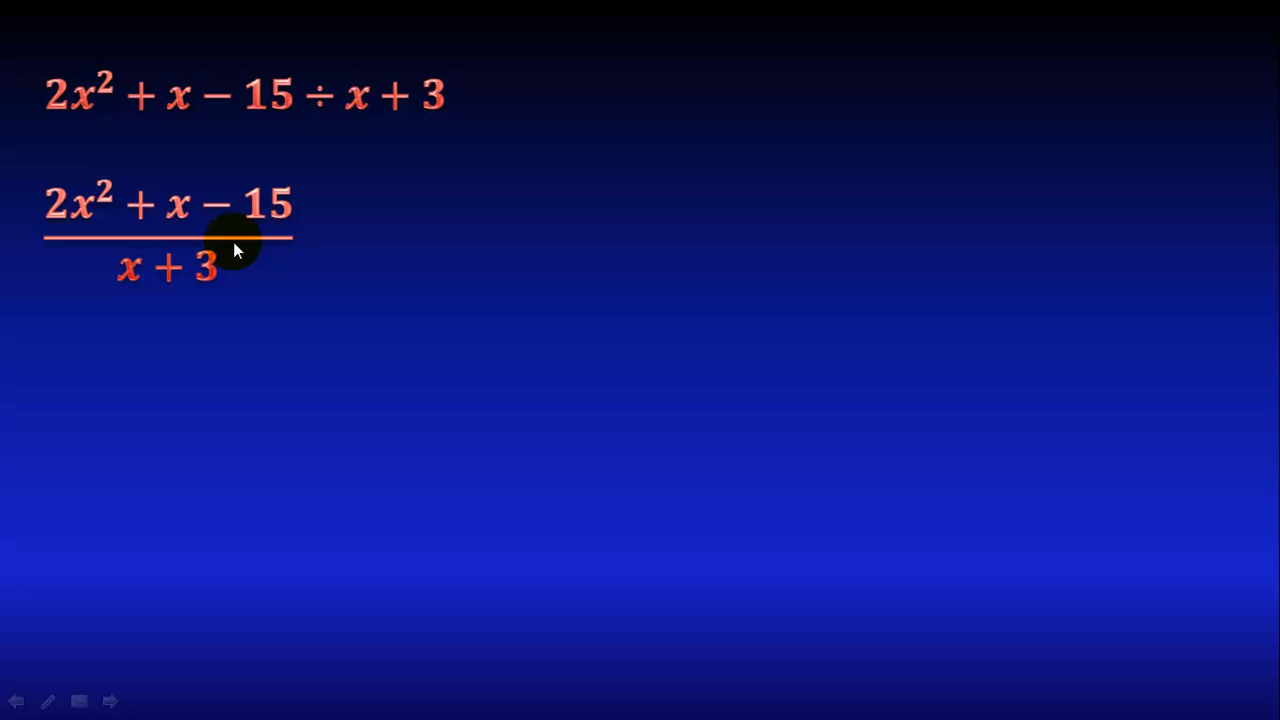 2x² + x − 15 ÷ x + 3
2x² + x − 15
x + 3